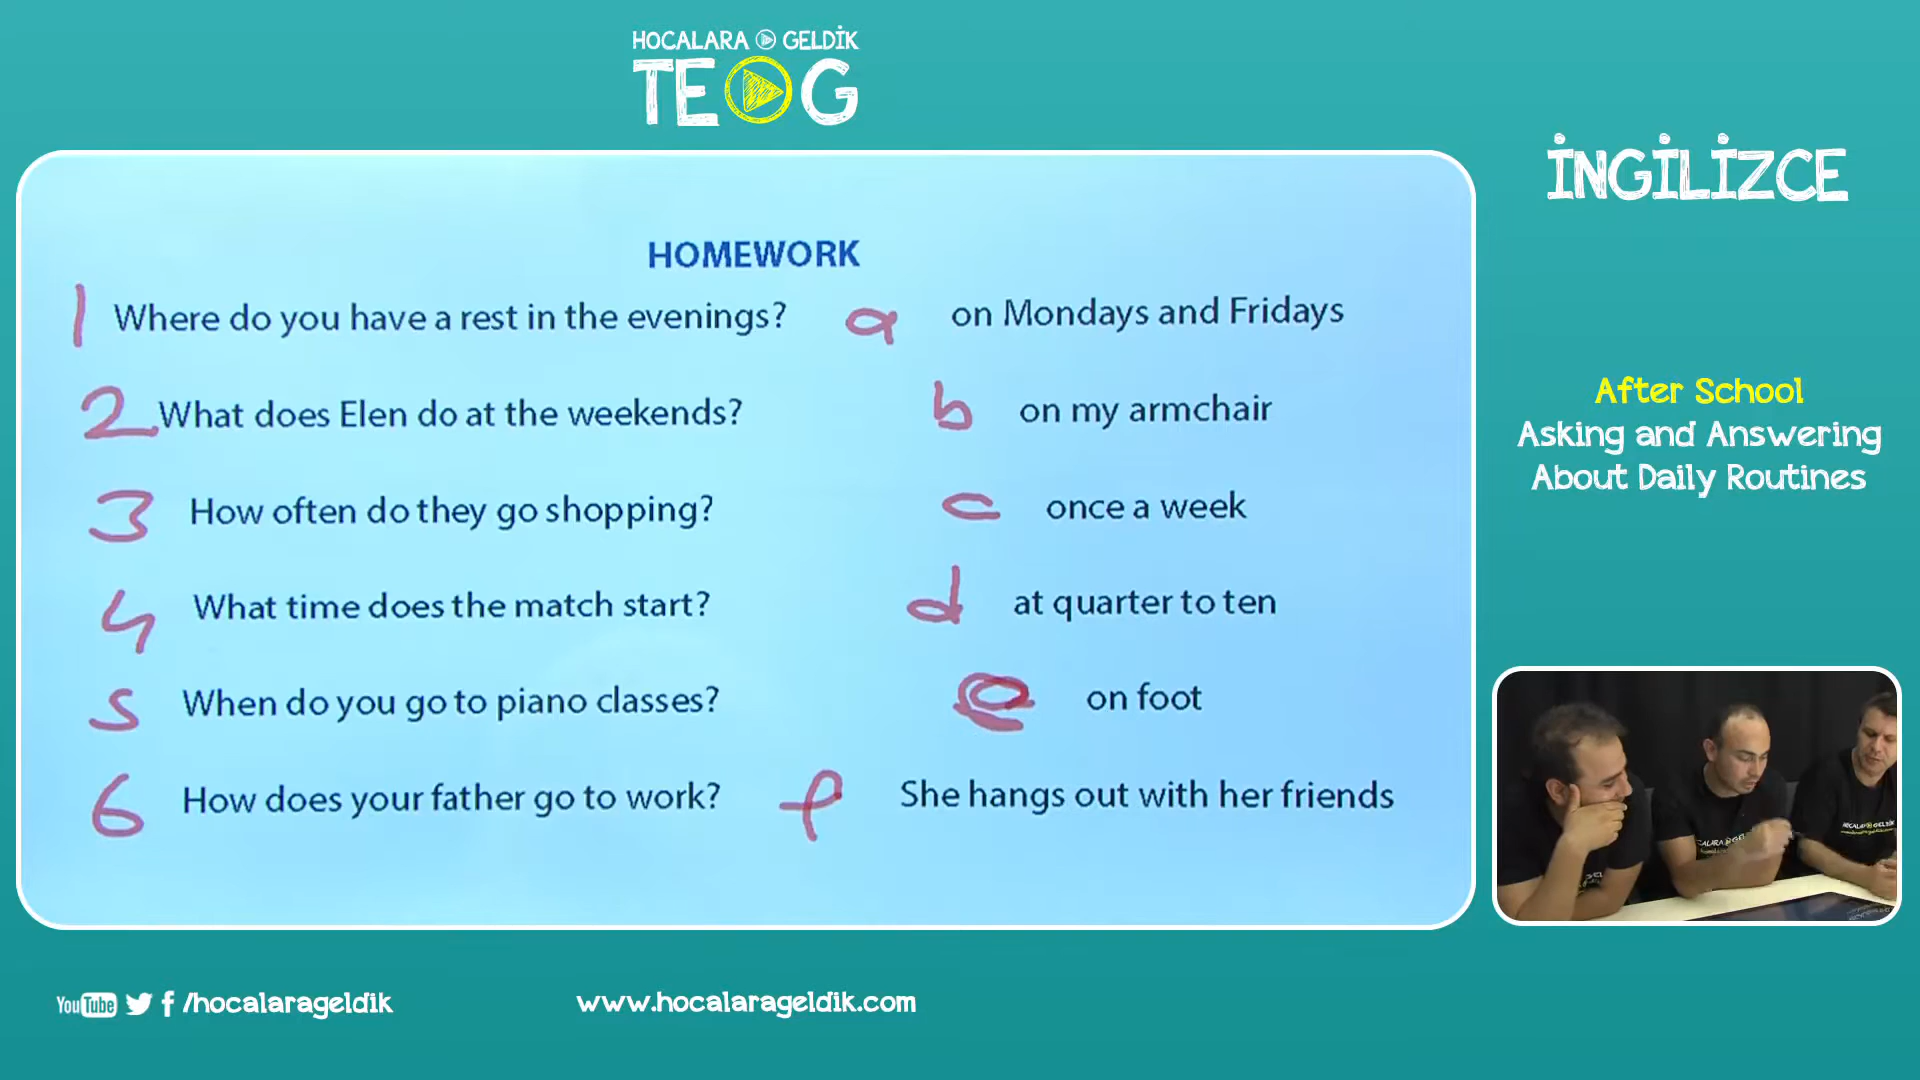 HOCALARA GELDİK
TEOG
İNGİLİZCE
HOMEWORK
1 Where do you have a rest in the evenings? a on Mondays and Fridays
2 What does Elen do at the weekends? b on my armchair
3 How often do they go shopping? c once a week
4 What time does the match start? d at quarter to ten
5 When do you go to piano classes? e on foot
6 How does your father go to work? f She hangs out with her friends
After School
Asking and Answering
About Daily Routines
YouTube f /hocalarageldik
www.hocalarageldik.com